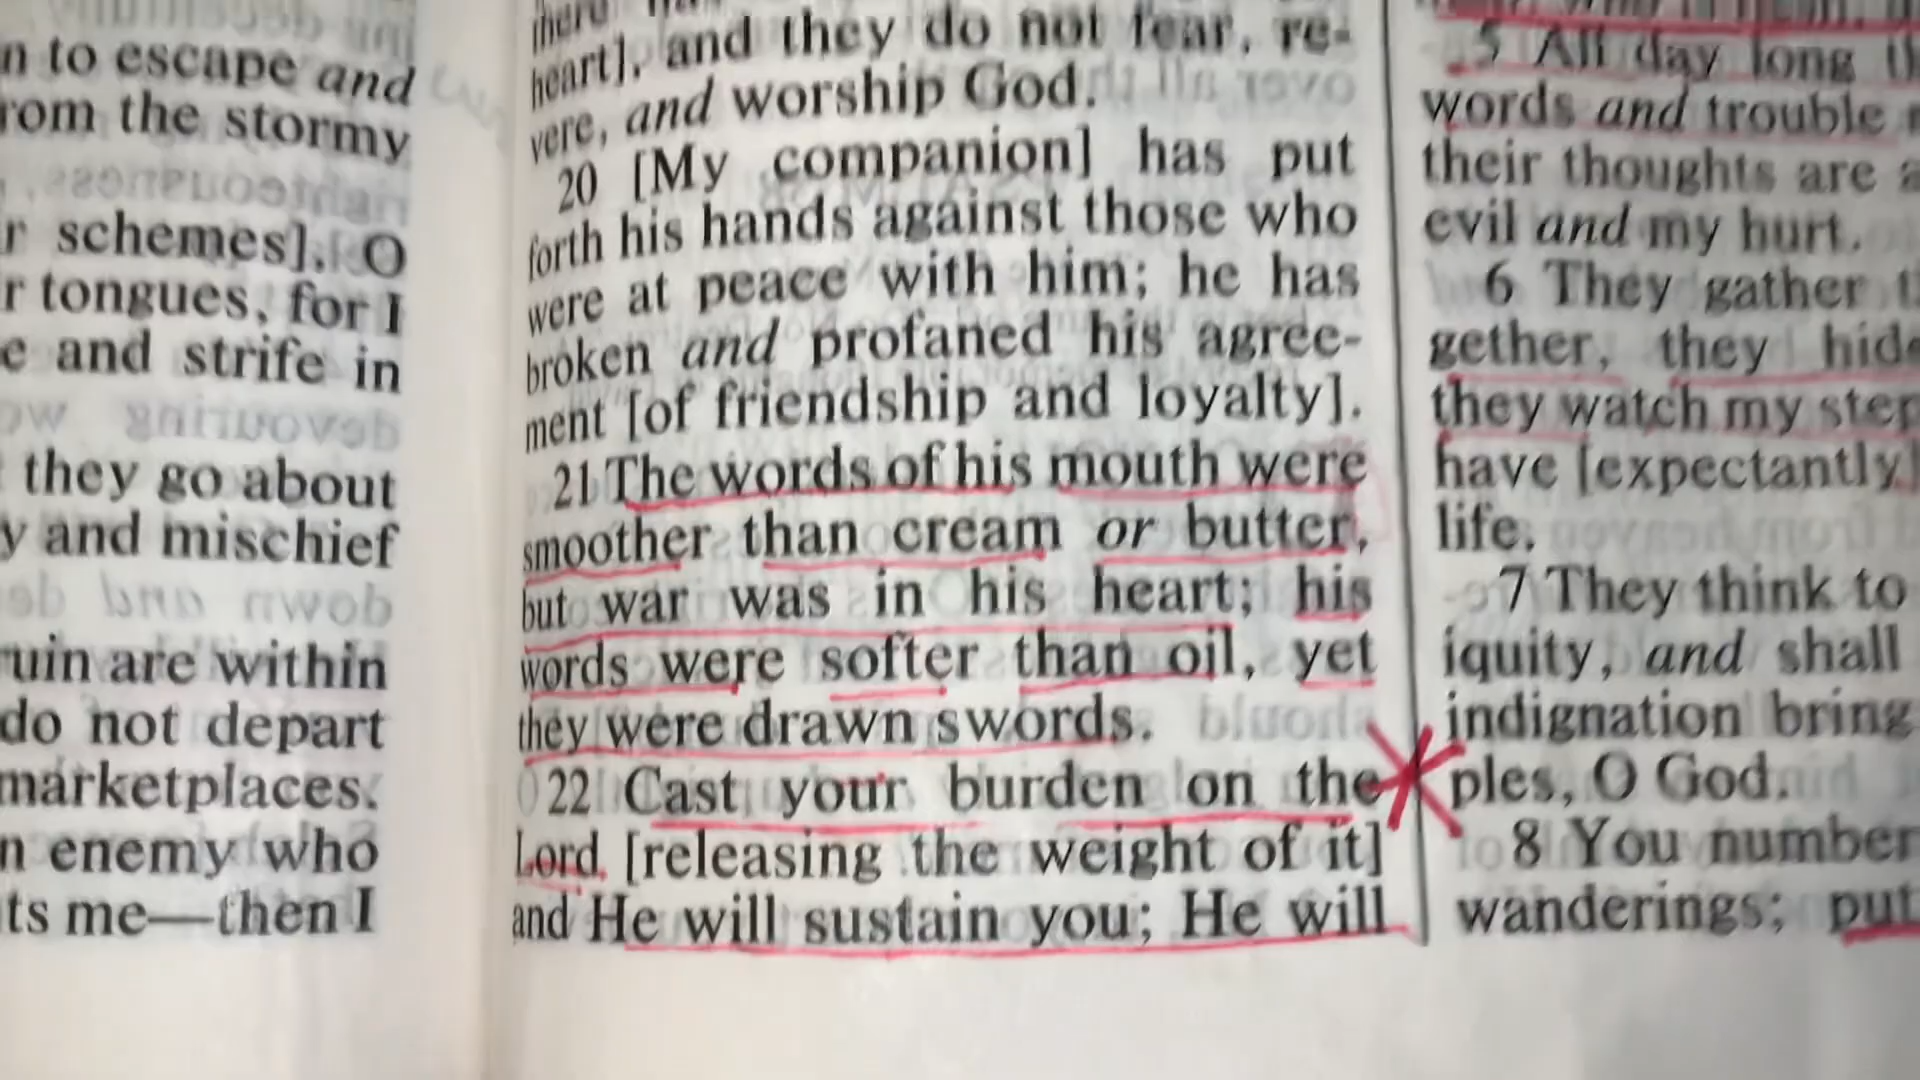 n to escape and
rom the stormy
r schemes]. O
r tongues, for I
e and strife in
they go about
y and mischief
uin are within
do not depart
marketplaces.
n enemy who
ts me—then I
there
heart], and they do not fear, re-
vere, and worship God.
20 [My companion] has put
forth his hands against those who
were at peace with him; he has
broken and profaned his agree-
ment [of friendship and loyalty].
21 The words of his mouth were
smoother than cream or butter,
but war was in his heart; his
words were softer than oil, yet
they were drawn swords.
22 Cast your burden on the
Lord [releasing the weight of it]
and He will sustain you; He will
5 All day long th
words and trouble
their thoughts are a
evil and my hurt.
6 They gather t
gether, they hide
they watch my step
have [expectantly]
life.
7 They think to
iquity, and shall
indignation bring
ples, O God.
8 You number
wanderings; put